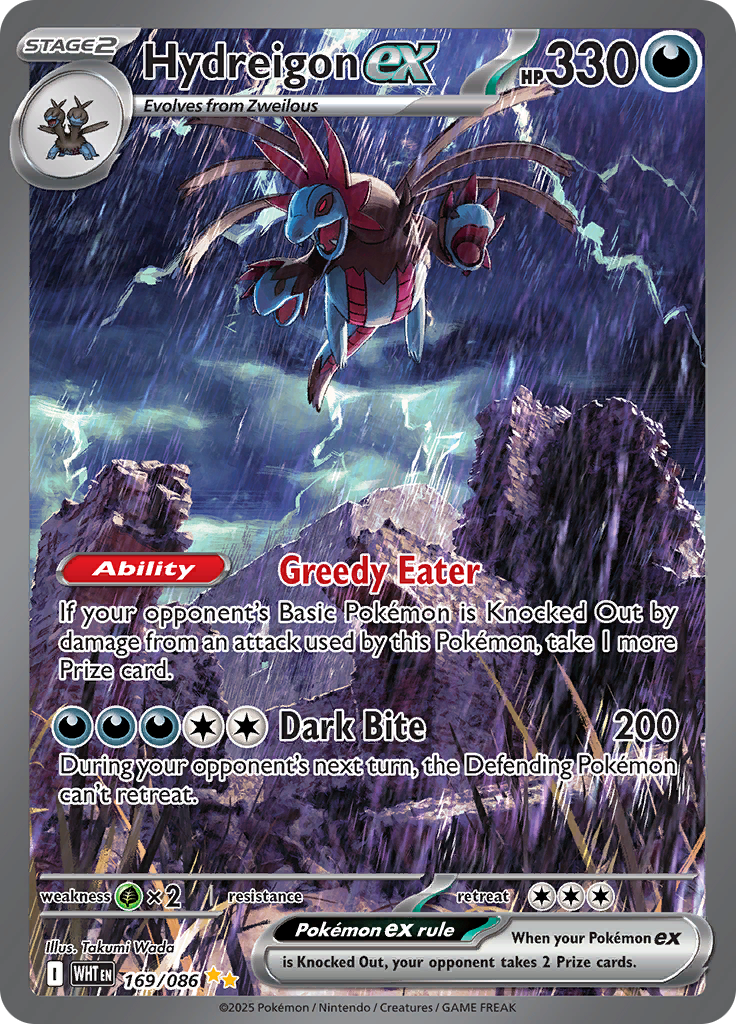 STAGE2
Hydreigon ex
HP 330
Evolves from Zweilous
Ability Greedy Eater
If your opponent's Basic Pokémon is Knocked Out by
damage from an attack used by this Pokémon, take 1 more
Prize card.
Dark Bite 200
During your opponent's next turn, the Defending Pokémon
can't retreat.
weakness ×2 resistance retreat
Illus. Takumi Wada
Pokémon ex rule When your Pokémon ex
is Knocked Out, your opponent takes 2 Prize cards.
I WHT EN 169/086
©2025 Pokémon / Nintendo / Creatures / GAME FREAK